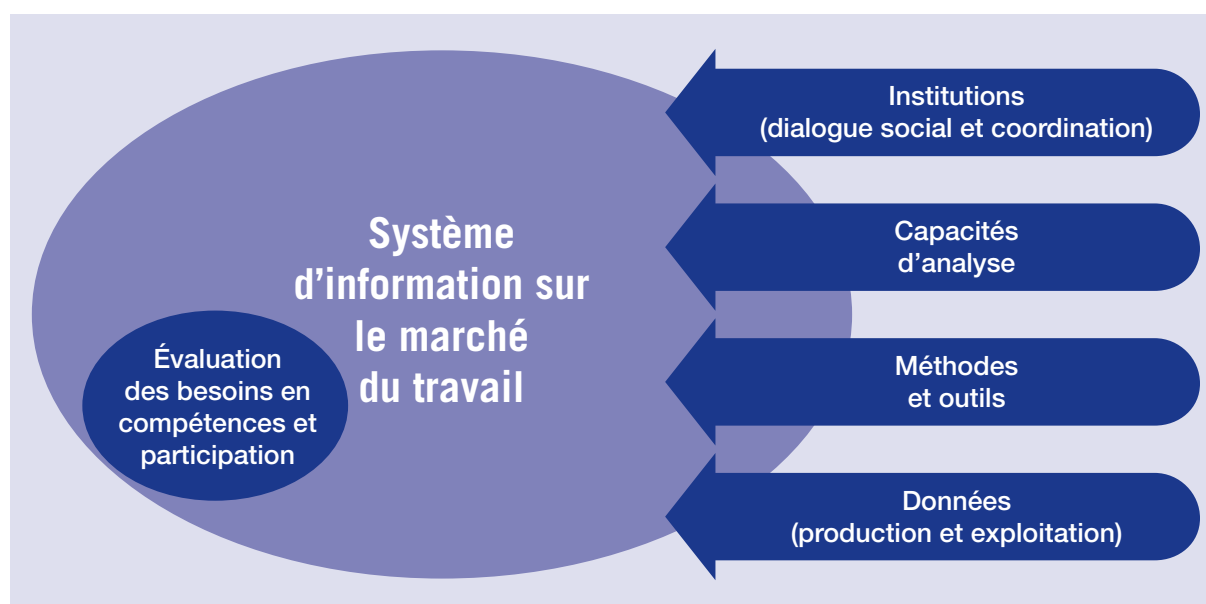 Système
d'information sur
le marché
du travail
Évaluation
des besoins en
compétences et
participation
Institutions
(dialogue social et coordination)
Capacités
d'analyse
Méthodes
et outils
Données
(production et exploitation)